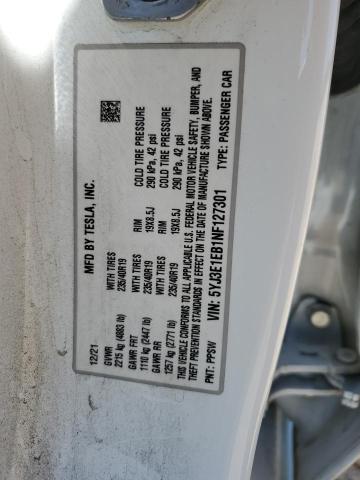 MFD BY TESLA, INC.
12/21
GVWR
2215 kg (4883 lb)
GAWR FRT WITH TIRES RIM COLD TIRE PRESSURE
1110 kg (2447 lb) 235/40R19 19X8.5J 290 kPa, 42 psi
GAWR RR WITH TIRES RIM COLD TIRE PRESSURE
1257 kg (2771 lb) 235/40R19 19X8.5J 290 kPa, 42 psi
THIS VEHICLE CONFORMS TO ALL APPLICABLE U.S. FEDERAL MOTOR VEHICLE SAFETY, BUMPER, AND
THEFT PREVENTION STANDARDS IN EFFECT ON THE DATE OF MANUFACTURE SHOWN ABOVE.
VIN: 5YJ3E1EB1NF127301
PNT: PPSW TYPE: PASSENGER CAR